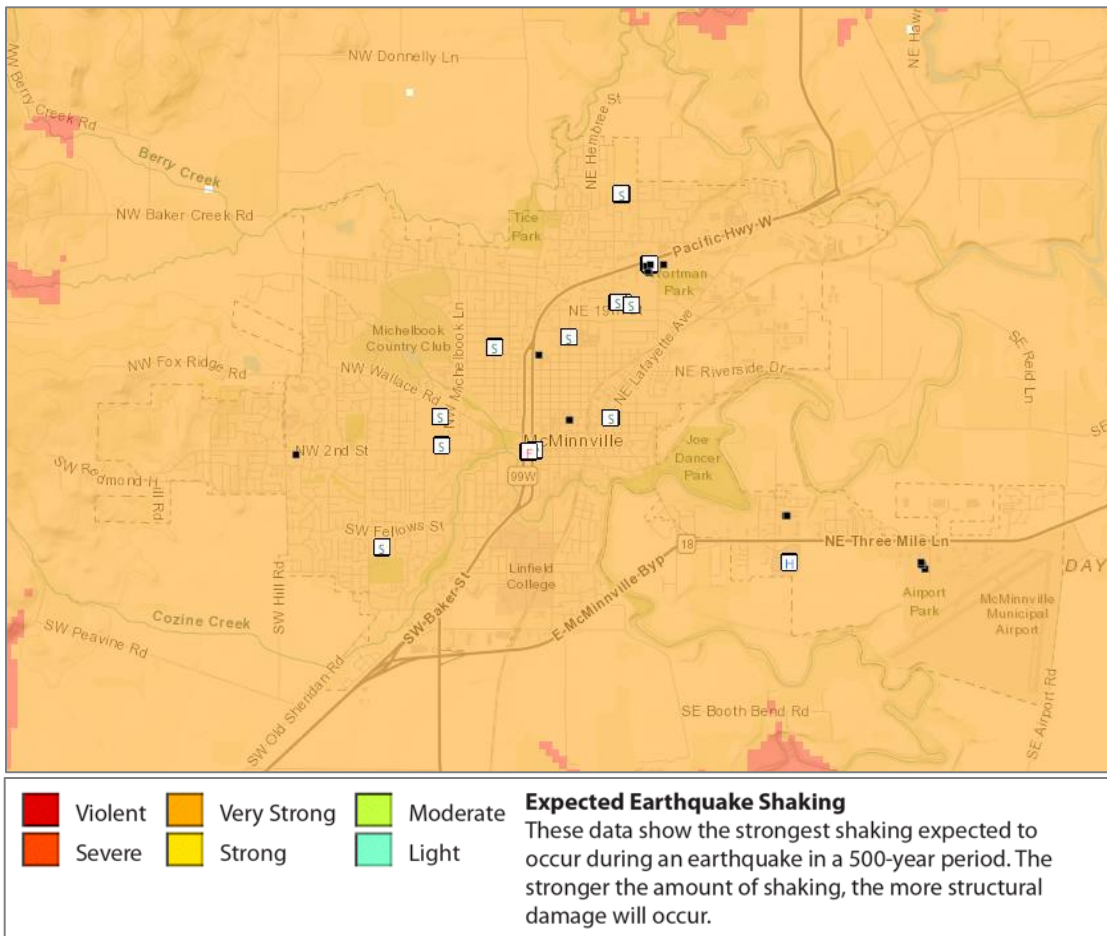 NW Donnelly Ln
NE Hawn
NW Berry Creek Rd
Berry Creek
NE Hembree St
S
NW Baker Creek Rd
Tice
Park
Pacific Hwy W
Wortman
Park
NE 19th St
S
S
Michelbook
Country Club
NW Michelbook Ln
S
S
NE Lafayette Ave
NW Fox Ridge Rd
NW Wallace Rd
NE Riverside Dr
SE Reid Ln
S
S
S
NW 2nd St
McMinnville
F
Joe
Dancer
Park
SW Redmond Hill Rd
99W
SW Fellows St
S
18
NE Three Mile Ln
H
DAY
Linfield
College
Airport
Park
McMinnville
Municipal
Airport
SW Hill Rd
Cozine Creek
SW Peavine Rd
SW Baker St
E McMinnville Byp
SW Old Sheridan Rd
SE Booth Bend Rd
SE Airport Rd
Violent
Very Strong
Moderate
Severe
Strong
Light
Expected Earthquake Shaking
These data show the strongest shaking expected to
occur during an earthquake in a 500-year period. The
stronger the amount of shaking, the more structural
damage will occur.